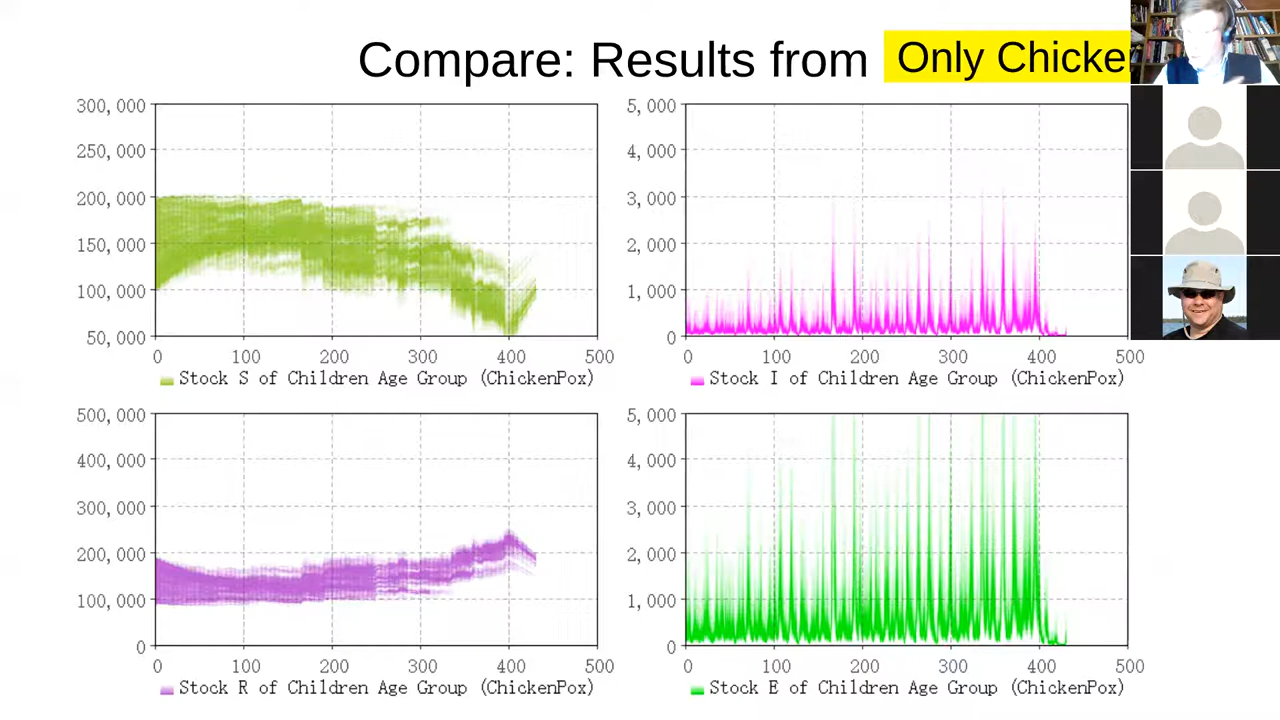 Compare: Results from Only Chicke
300,000
250,000
200,000
150,000
100,000
50,000
0 100 200 300 400 500
Stock S of Children Age Group (ChickenPox)
5,000
4,000
3,000
2,000
1,000
0
0 100 200 300 400 500
Stock I of Children Age Group (ChickenPox)
500,000
400,000
300,000
200,000
100,000
0
0 100 200 300 400 500
Stock R of Children Age Group (ChickenPox)
5,000
4,000
3,000
2,000
1,000
0
0 100 200 300 400 500
Stock E of Children Age Group (ChickenPox)